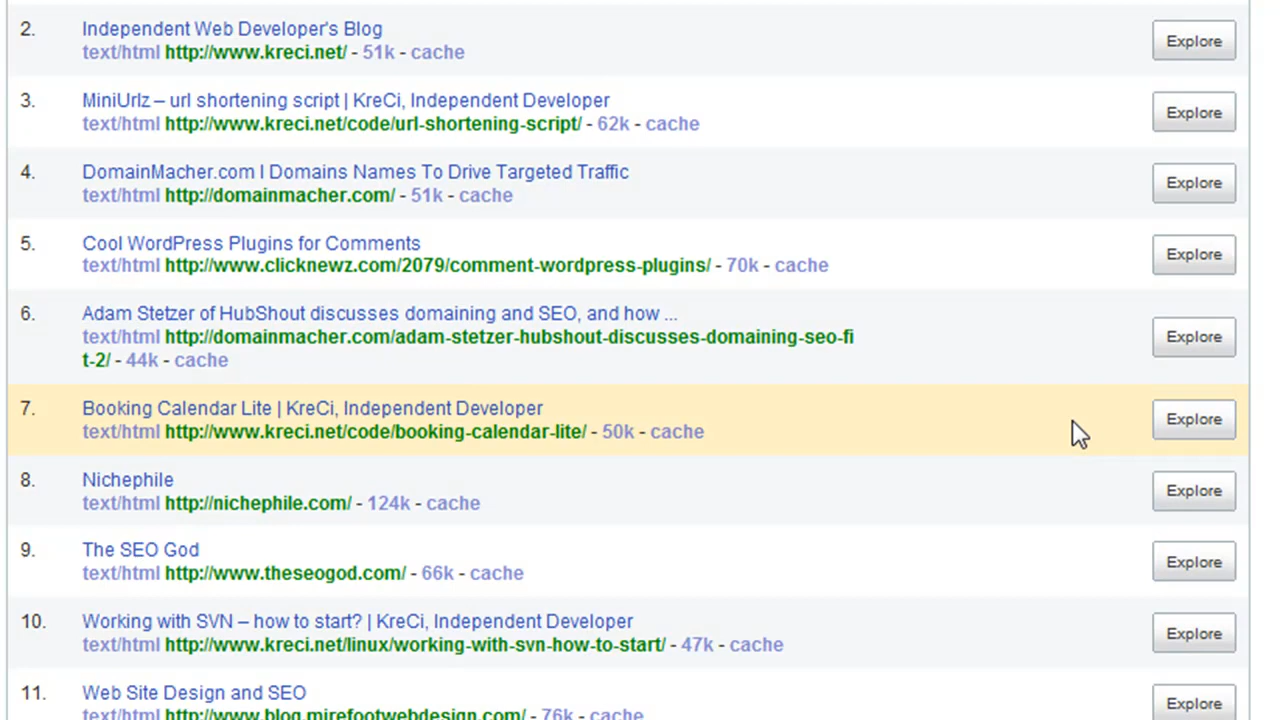 2. Independent Web Developer's Blog Explore
text/html http://www.kreci.net/ - 51k - cache
3. MiniUrlz – url shortening script | KreCi, Independent Developer Explore
text/html http://www.kreci.net/code/url-shortening-script/ - 62k - cache
4. DomainMacher.com I Domains Names To Drive Targeted Traffic Explore
text/html http://domainmacher.com/ - 51k - cache
5. Cool WordPress Plugins for Comments Explore
text/html http://www.clicknewz.com/2079/comment-wordpress-plugins/ - 70k - cache
6. Adam Stetzer of HubShout discusses domaining and SEO, and how ... Explore
text/html http://domainmacher.com/adam-stetzer-hubshout-discusses-domaining-seo-fi
t-2/ - 44k - cache
7. Booking Calendar Lite | KreCi, Independent Developer Explore
text/html http://www.kreci.net/code/booking-calendar-lite/ - 50k - cache
8. Nichephile Explore
text/html http://nichephile.com/ - 124k - cache
9. The SEO God Explore
text/html http://www.theseogod.com/ - 66k - cache
10. Working with SVN – how to start? | KreCi, Independent Developer Explore
text/html http://www.kreci.net/linux/working-with-svn-how-to-start/ - 47k - cache
11. Web Site Design and SEO Explore
text/html http://www.blog.mirefootwebdesign.com/ - 76k - cache